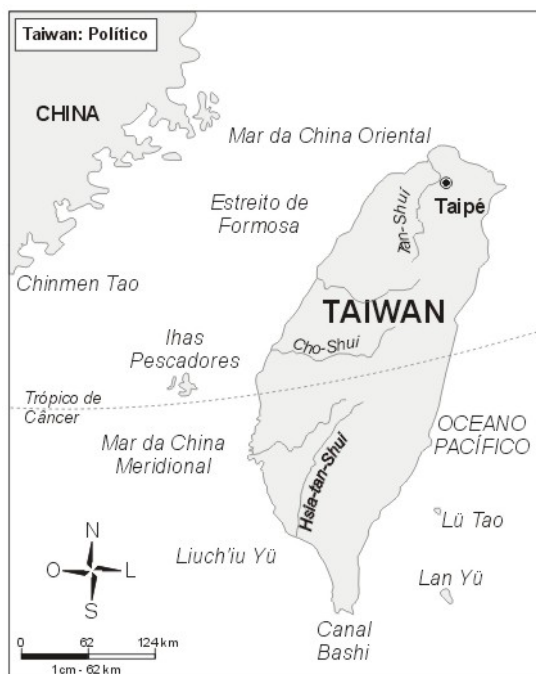 Taiwan: Político
CHINA
Mar da China Oriental
Estreito de
Formosa
Tan-Shui
Taipé
Chinmen Tao
TAIWAN
Ilhas
Pescadores
Cho-Shui
Trópico de
Câncer
OCEANO
PACÍFICO
Mar da China
Meridional
Hsia-tan-Shui
Lü Tao
Liuch'iu Yü
Lan Yü
N
O
L
S
Canal
Bashi
0 62 124 km
1cm - 62 km